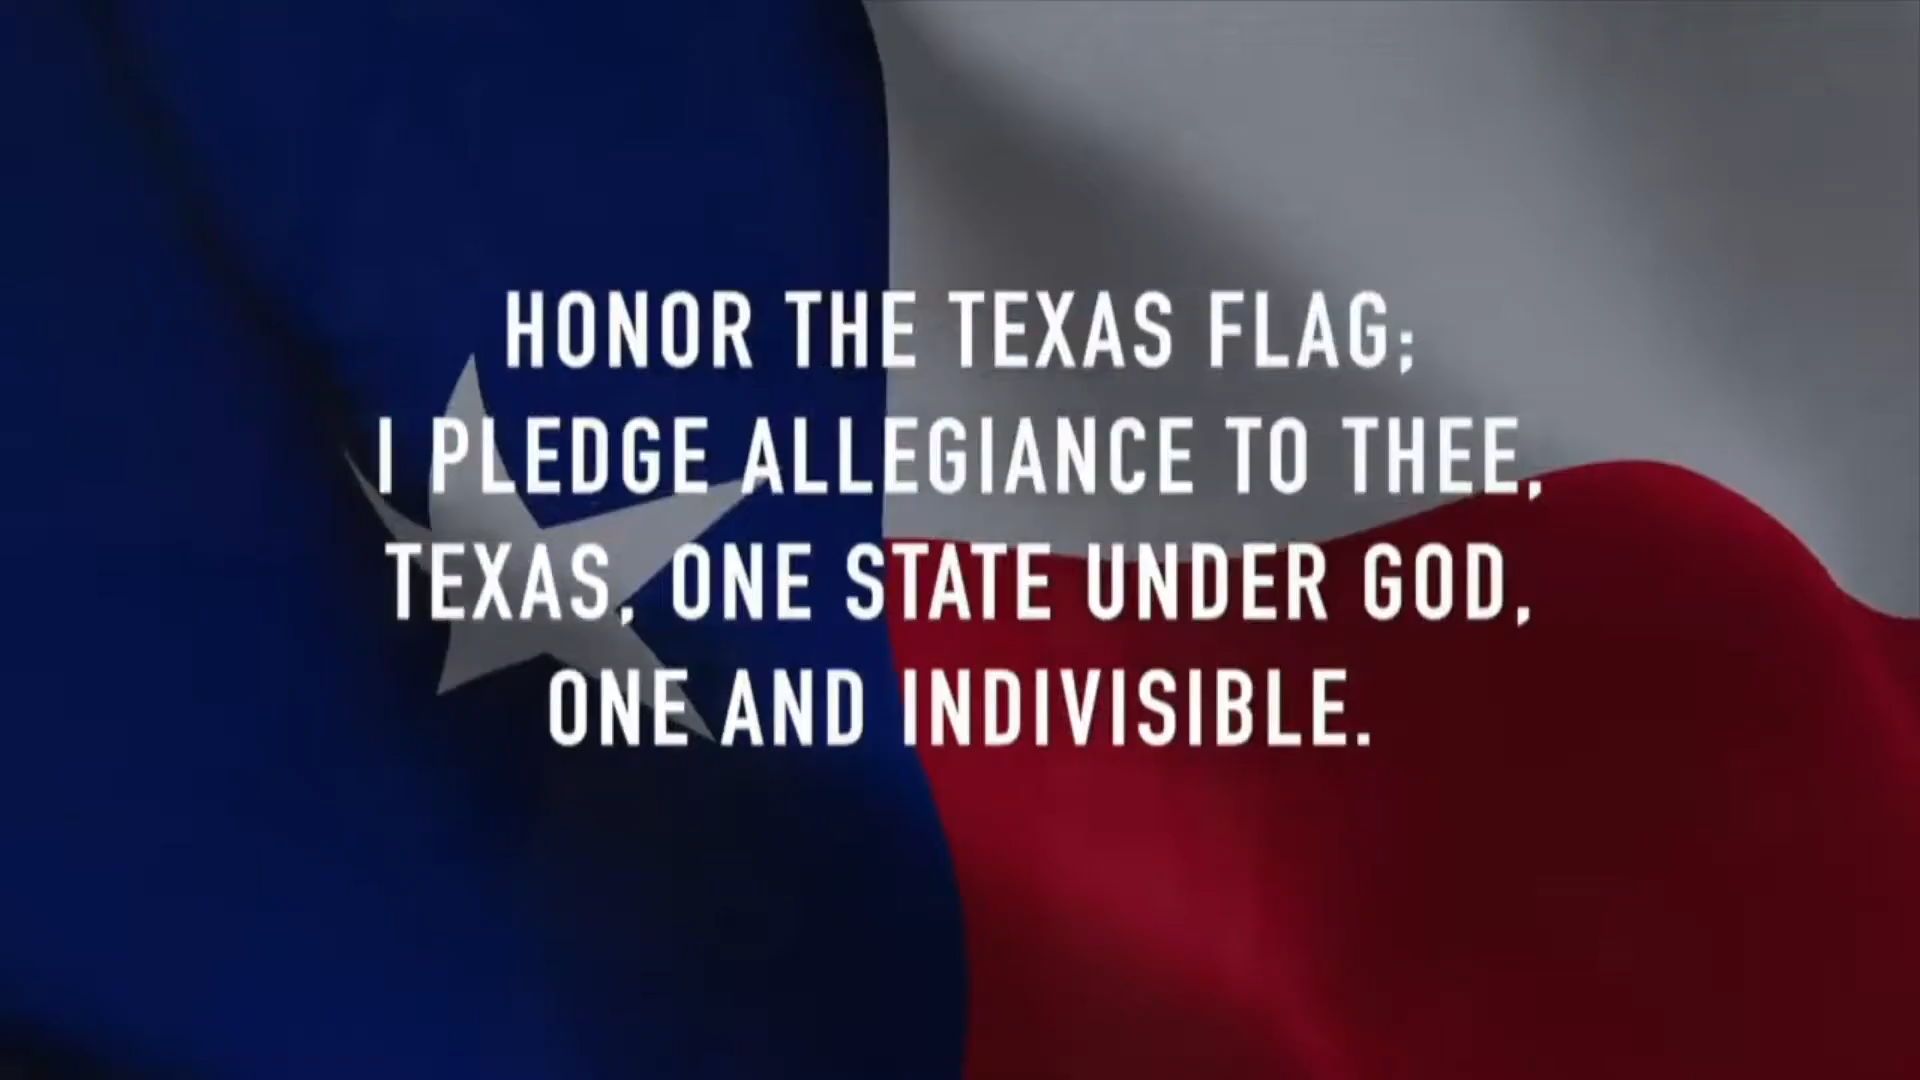 HONOR THE TEXAS FLAG;
I PLEDGE ALLEGIANCE TO THEE,
TEXAS, ONE STATE UNDER GOD,
ONE AND INDIVISIBLE.